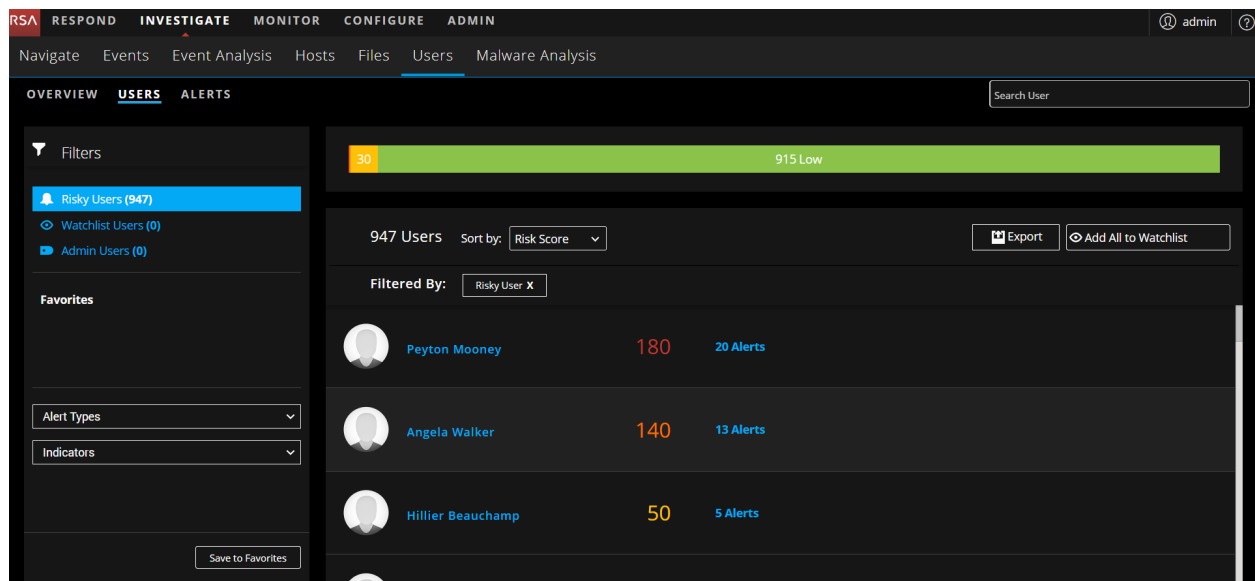 RSA RESPOND INVESTIGATE MONITOR CONFIGURE ADMIN admin ?
Navigate Events Event Analysis Hosts Files Users Malware Analysis
OVERVIEW USERS ALERTS Search User
Filters
Risky Users (947)
Watchlist Users (0)
Admin Users (0)
Favorites
Alert Types
Indicators
Save to Favorites
30 915 Low
947 Users Sort by: Risk Score Export Add All to Watchlist
Filtered By: Risky User X
Peyton Mooney 180 20 Alerts
Angela Walker 140 13 Alerts
Hillier Beauchamp 50 5 Alerts